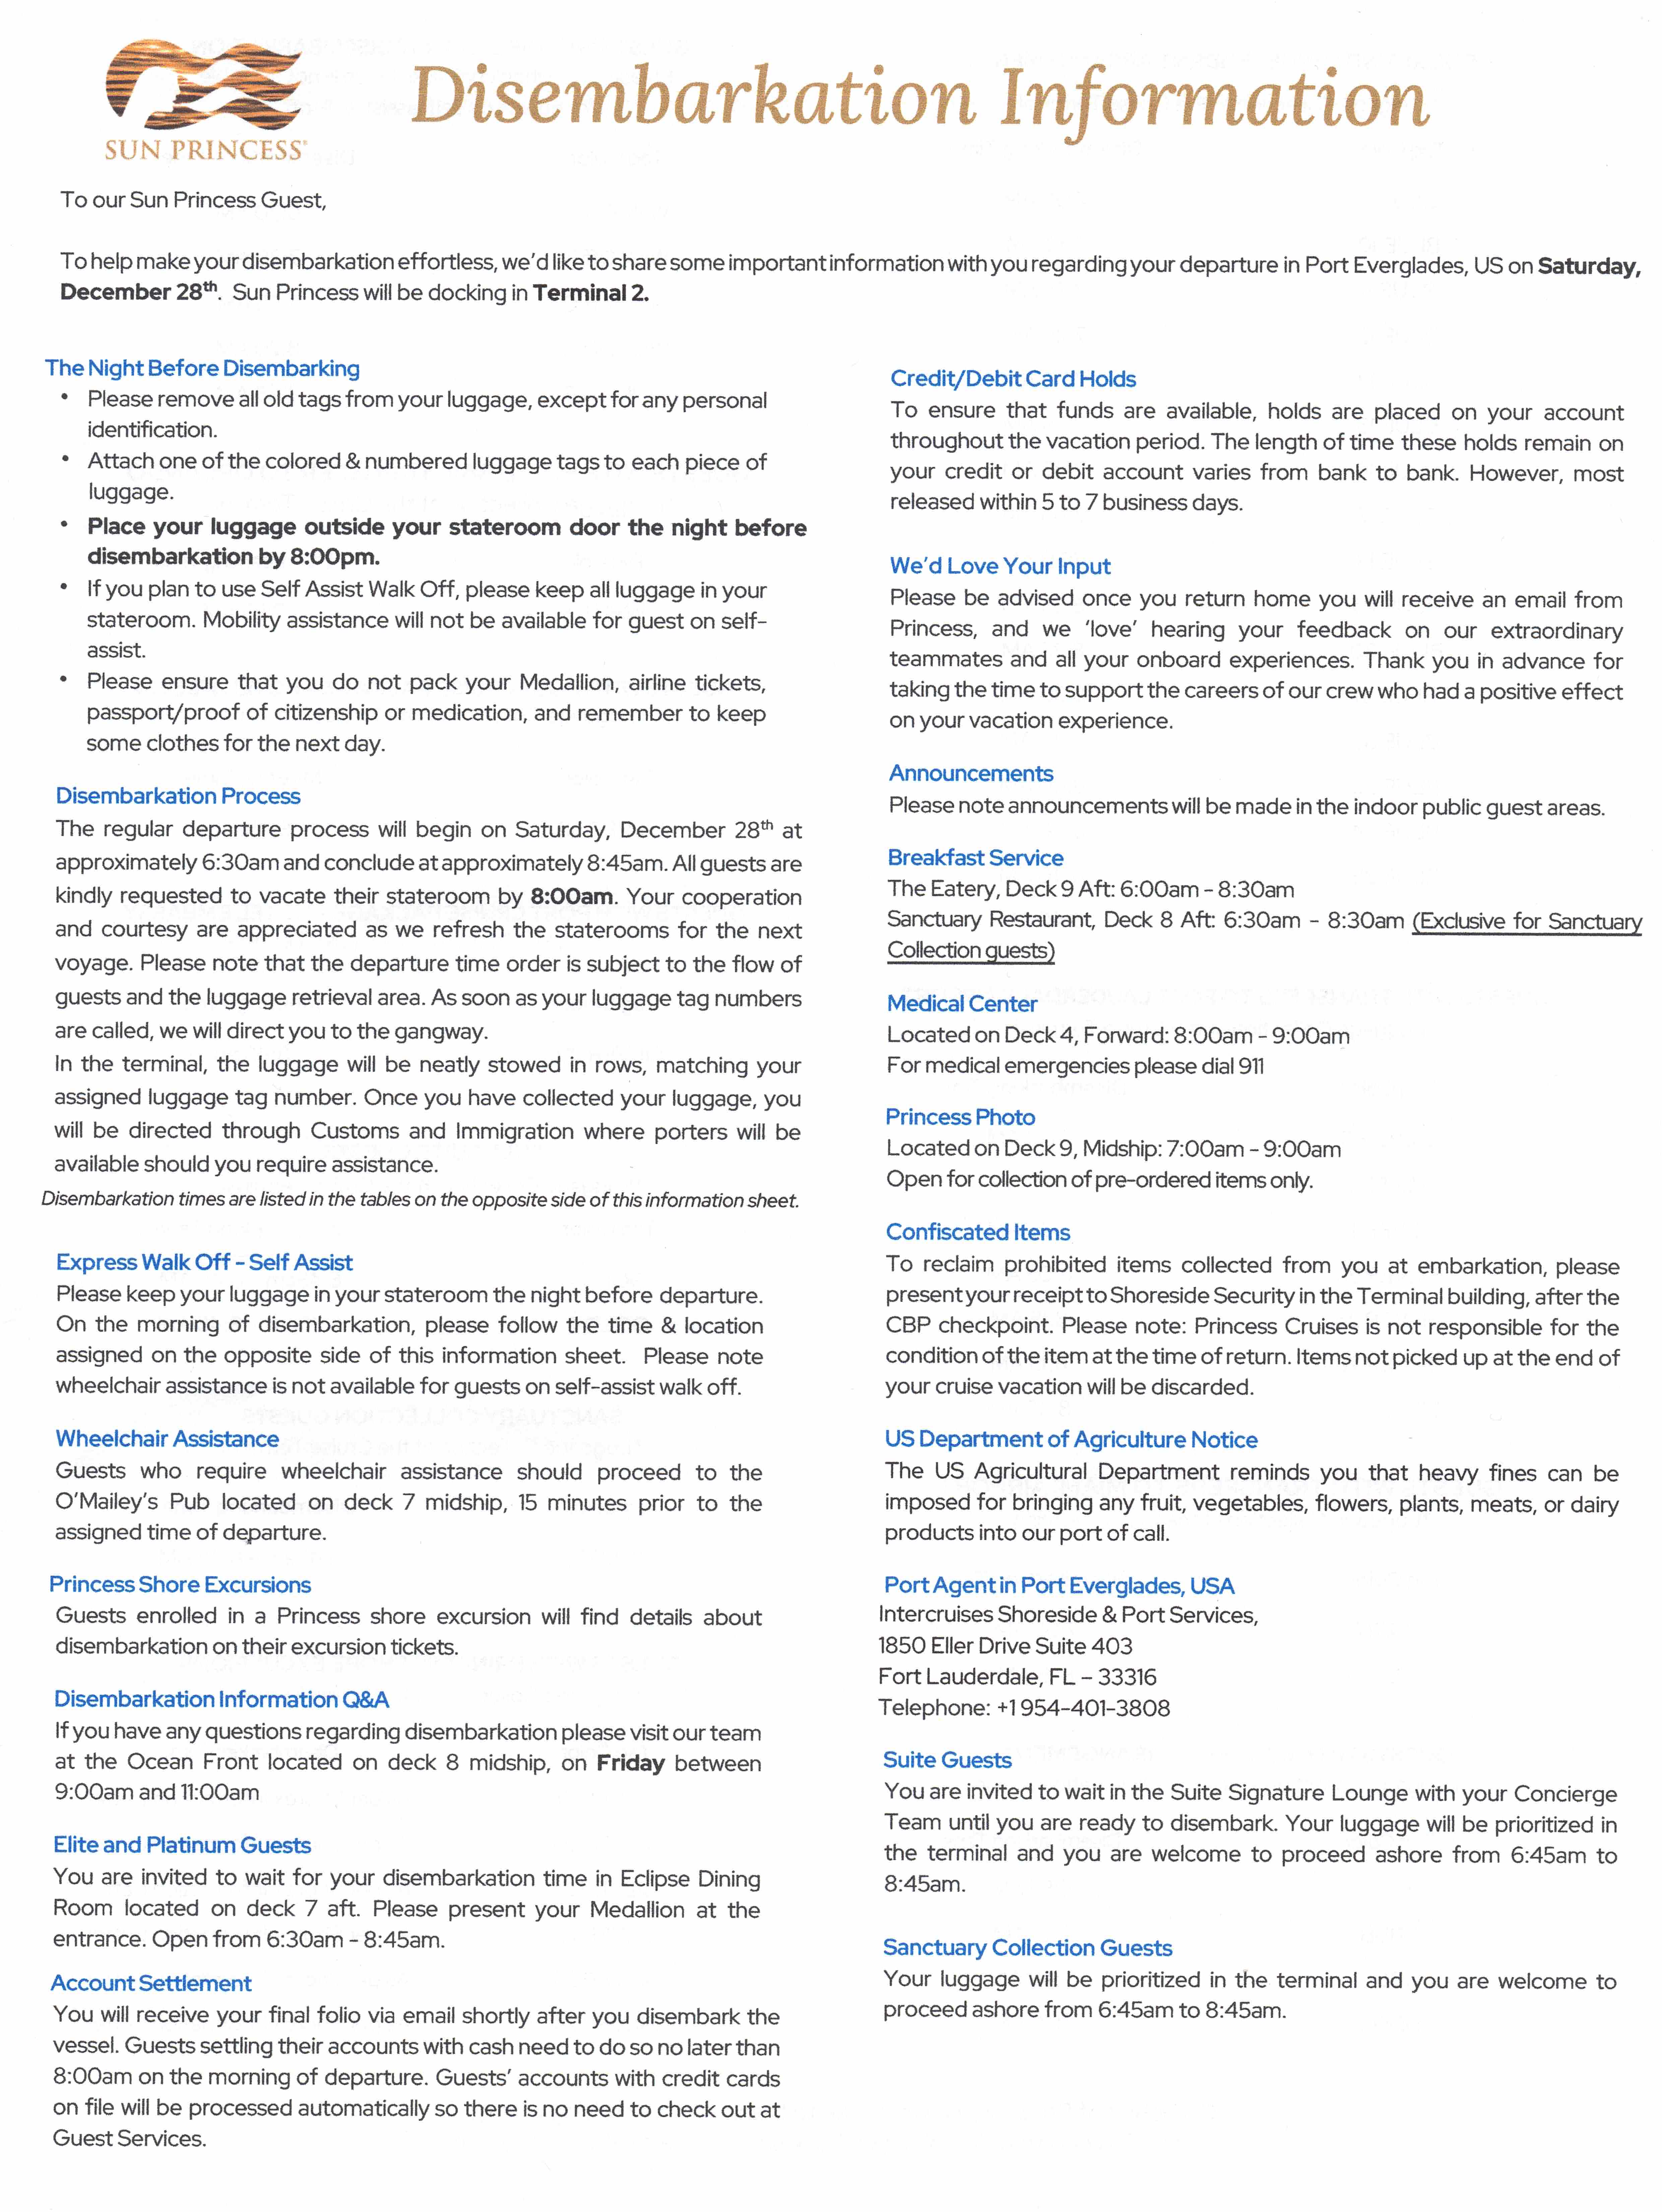 SUN PRINCESS®
Disembarkation Information
To our Sun Princess Guest,
To help make your disembarkation effortless, we'd like to share some important information with you regarding your departure in Port Everglades, US on Saturday,
December 28th. Sun Princess will be docking in Terminal 2.
The Night Before Disembarking
• Please remove all old tags from your luggage, except for any personal
identification.
• Attach one of the colored & numbered luggage tags to each piece of
luggage.
• Place your luggage outside your stateroom door the night before
disembarkation by 8:00pm.
• If you plan to use Self Assist Walk Off, please keep all luggage in your
stateroom. Mobility assistance will not be available for guest on self-
assist.
• Please ensure that you do not pack your Medallion, airline tickets,
passport/proof of citizenship or medication, and remember to keep
some clothes for the next day.
Disembarkation Process
The regular departure process will begin on Saturday, December 28th at
approximately 6:30am and conclude at approximately 8:45am. All guests are
kindly requested to vacate their stateroom by 8:00am. Your cooperation
and courtesy are appreciated as we refresh the staterooms for the next
voyage. Please note that the departure time order is subject to the flow of
guests and the luggage retrieval area. As soon as your luggage tag numbers
are called, we will direct you to the gangway.
In the terminal, the luggage will be neatly stowed in rows, matching your
assigned luggage tag number. Once you have collected your luggage, you
will be directed through Customs and Immigration where porters will be
available should you require assistance.
Disembarkation times are listed in the tables on the opposite side of this information sheet.
Express Walk Off - Self Assist
Please keep your luggage in your stateroom the night before departure.
On the morning of disembarkation, please follow the time & location
assigned on the opposite side of this information sheet. Please note
wheelchair assistance is not available for guests on self-assist walk off.
Wheelchair Assistance
Guests who require wheelchair assistance should proceed to the
O'Mailey's Pub located on deck 7 midship, 15 minutes prior to the
assigned time of departure.
Princess Shore Excursions
Guests enrolled in a Princess shore excursion will find details about
disembarkation on their excursion tickets.
Disembarkation Information Q&A
If you have any questions regarding disembarkation please visit our team
at the Ocean Front located on deck 8 midship, on Friday between
9:00am and 11:00am
Elite and Platinum Guests
You are invited to wait for your disembarkation time in Eclipse Dining
Room located on deck 7 aft. Please present your Medallion at the
entrance. Open from 6:30am - 8:45am.
Account Settlement
You will receive your final folio via email shortly after you disembark the
vessel. Guests settling their accounts with cash need to do so no later than
8:00am on the morning of departure. Guests' accounts with credit cards
on file will be processed automatically so there is no need to check out at
Guest Services.
Credit/Debit Card Holds
To ensure that funds are available, holds are placed on your account
throughout the vacation period. The length of time these holds remain on
your credit or debit account varies from bank to bank. However, most
released within 5 to 7 business days.
We'd Love Your Input
Please be advised once you return home you will receive an email from
Princess, and we 'love' hearing your feedback on our extraordinary
teammates and all your onboard experiences. Thank you in advance for
taking the time to support the careers of our crew who had a positive effect
on your vacation experience.
Announcements
Please note announcements will be made in the indoor public guest areas.
Breakfast Service
The Eatery, Deck 9 Aft: 6:00am - 8:30am
Sanctuary Restaurant, Deck 8 Aft: 6:30am - 8:30am (Exclusive for Sanctuary
Collection guests)
Medical Center
Located on Deck 4, Forward: 8:00am - 9:00am
For medical emergencies please dial 911
Princess Photo
Located on Deck 9, Midship: 7:00am - 9:00am
Open for collection of pre-ordered items only.
Confiscated Items
To reclaim prohibited items collected from you at embarkation, please
present your receipt to Shoreside Security in the Terminal building, after the
CBP checkpoint. Please note: Princess Cruises is not responsible for the
condition of the item at the time of return. Items not picked up at the end of
your cruise vacation will be discarded.
US Department of Agriculture Notice
The US Agricultural Department reminds you that heavy fines can be
imposed for bringing any fruit, vegetables, flowers, plants, meats, or dairy
products into our port of call.
Port Agent in Port Everglades, USA
Intercruises Shoreside & Port Services,
1850 Eller Drive Suite 403
Fort Lauderdale, FL – 33316
Telephone: +1 954-401-3808
Suite Guests
You are invited to wait in the Suite Signature Lounge with your Concierge
Team until you are ready to disembark. Your luggage will be prioritized in
the terminal and you are welcome to proceed ashore from 6:45am to
8:45am.
Sanctuary Collection Guests
Your luggage will be prioritized in the terminal and you are welcome to
proceed ashore from 6:45am to 8:45am.